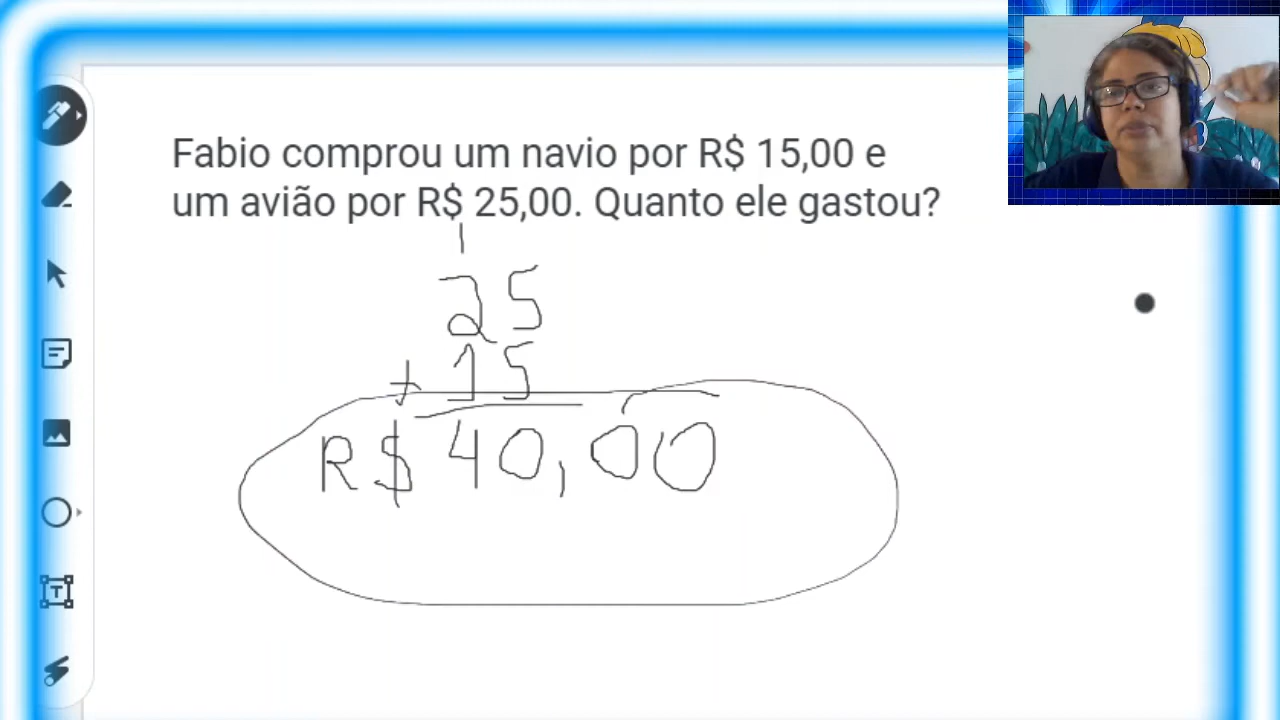 Fabio comprou um navio por R$ 15,00 e
um avião por R$ 25,00. Quanto ele gastou?
1
25
+ 15
R$ 40,00
T